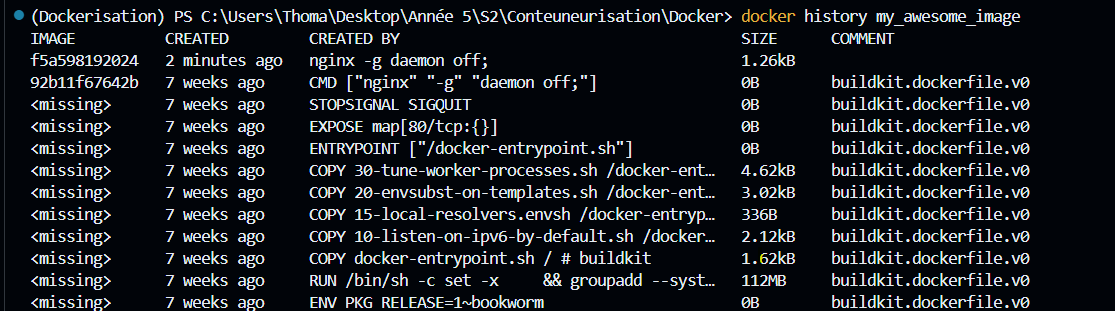 (Dockerisation) PS C:\Users\Thoma\Desktop\Année 5\S2\Conteuneurisation\Docker> docker history my_awesome_image
IMAGE CREATED CREATED BY SIZE COMMENT
f5a598192024 2 minutes ago nginx -g daemon off; 1.26kB
92b11f67642b 7 weeks ago CMD ["nginx" "-g" "daemon off;"] 0B buildkit.dockerfile.v0
<missing> 7 weeks ago STOPSIGNAL SIGQUIT 0B buildkit.dockerfile.v0
<missing> 7 weeks ago EXPOSE map[80/tcp:{}] 0B buildkit.dockerfile.v0
<missing> 7 weeks ago ENTRYPOINT ["/docker-entrypoint.sh"] 0B buildkit.dockerfile.v0
<missing> 7 weeks ago COPY 30-tune-worker-processes.sh /docker-ent… 4.62kB buildkit.dockerfile.v0
<missing> 7 weeks ago COPY 20-envsubst-on-templates.sh /docker-ent… 3.02kB buildkit.dockerfile.v0
<missing> 7 weeks ago COPY 15-local-resolvers.envsh /docker-entryp… 336B buildkit.dockerfile.v0
<missing> 7 weeks ago COPY 10-listen-on-ipv6-by-default.sh /docker… 2.12kB buildkit.dockerfile.v0
<missing> 7 weeks ago COPY docker-entrypoint.sh / # buildkit 1.62kB buildkit.dockerfile.v0
<missing> 7 weeks ago RUN /bin/sh -c set -x && groupadd --syst… 112MB buildkit.dockerfile.v0
<missing> 7 weeks ago ENV PKG_RELEASE=1~bookworm 0B buildkit.dockerfile.v0